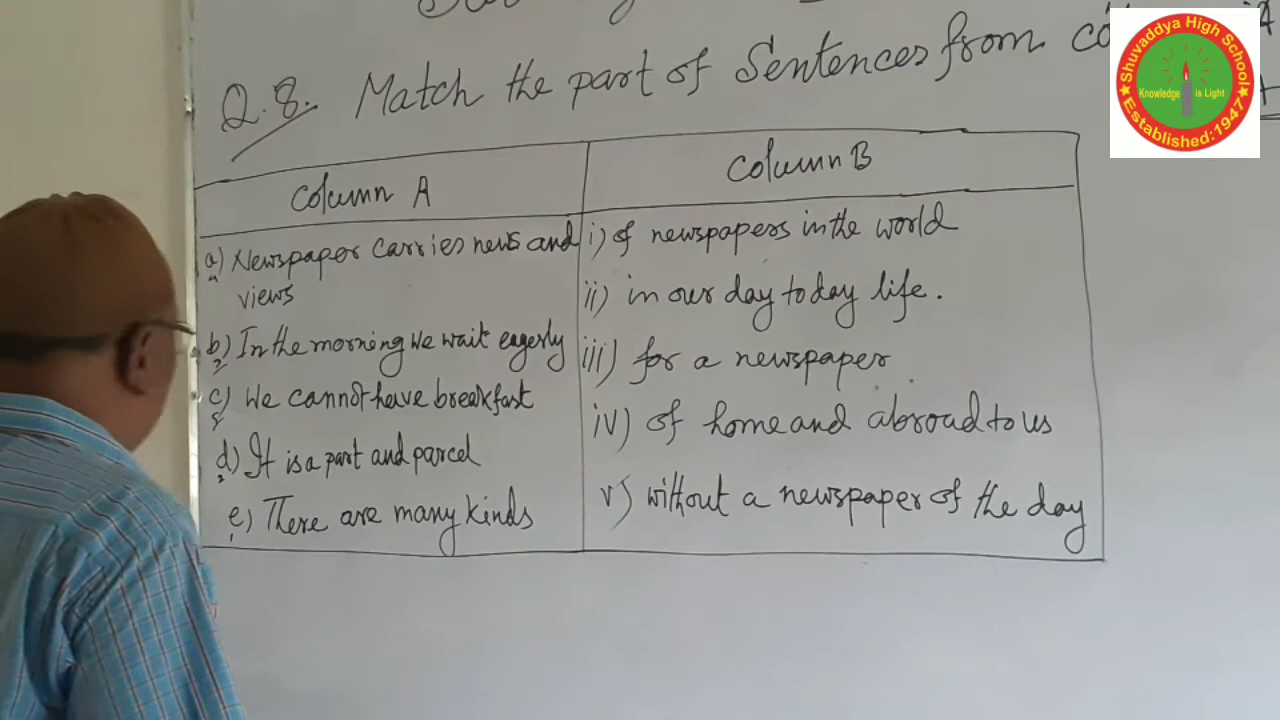 Q.8. Match the part of Sentences from
Column A
Column B
a) Newspaper carries news and
views
b) In the morning we wait eagerly
c) We cannot have breakfast
d) It is a part and parcel
e) There are many kinds
i) of newspapers in the world
ii) in our day to day life.
iii) for a newspaper
iv) of home and abroad to us
v) without a newspaper of the day
Shuvaddya High School
Knowledge is Light
Established:1947